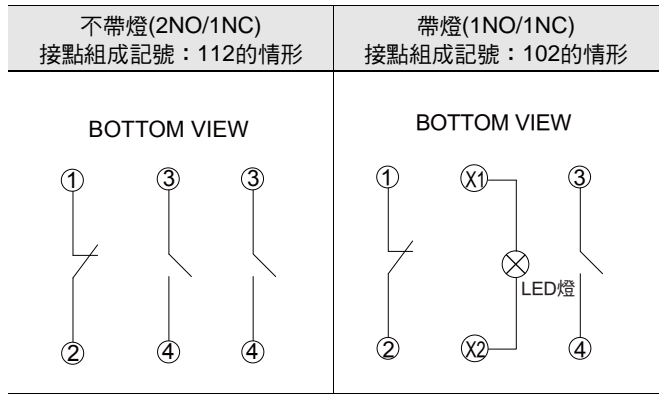 不帶燈(2NO/1NC)
接點組成記號：112的情形
帶燈(1NO/1NC)
接點組成記號：102的情形
BOTTOM VIEW
1 3 3
2 4 4
BOTTOM VIEW
1 X1 3
LED燈
2 X2 4